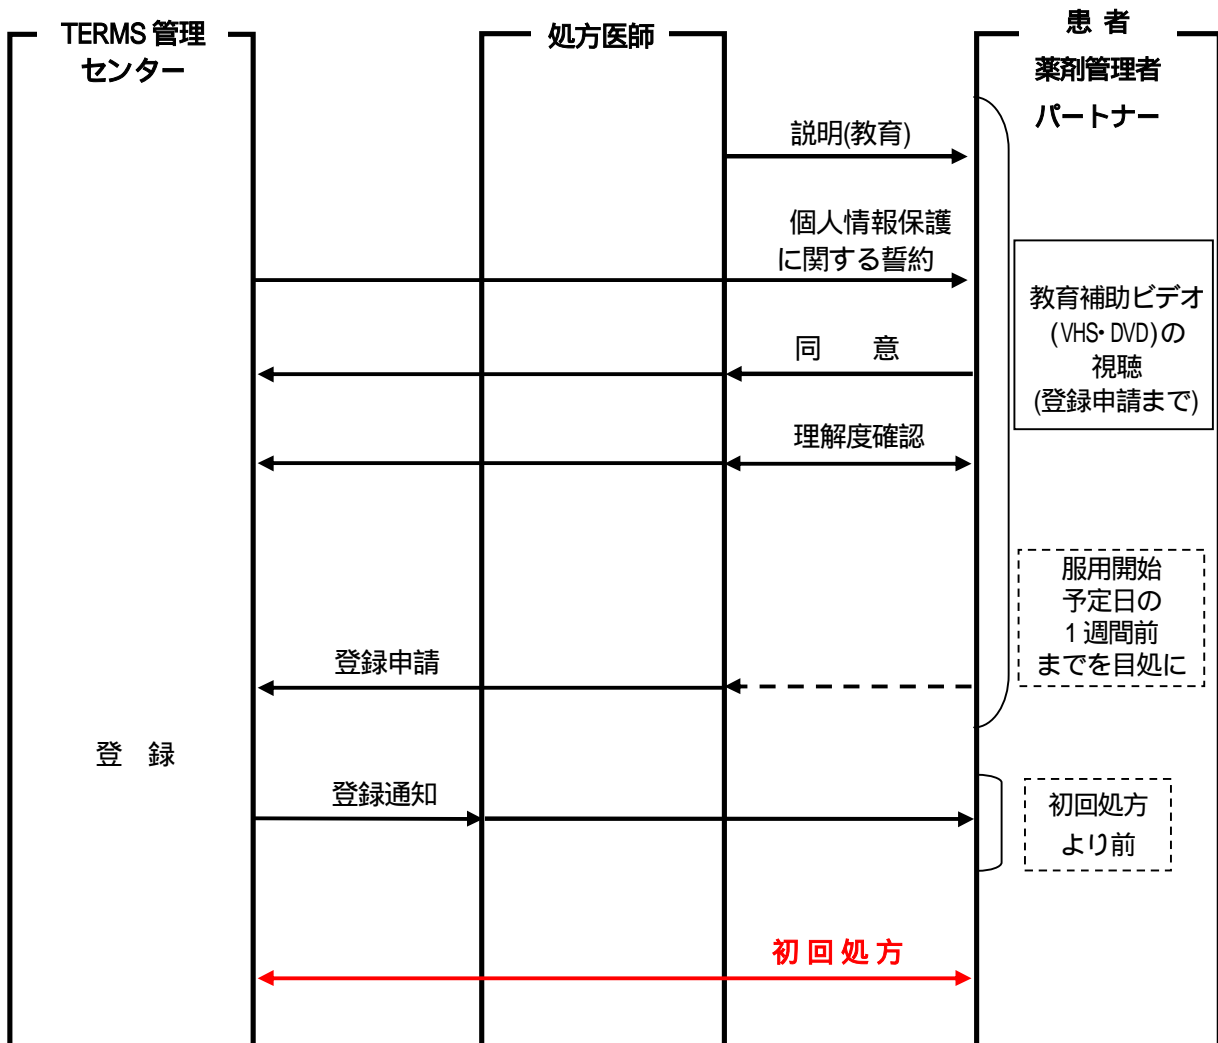 TERMS 管理
センター
処方医師
患 者
薬剤管理者
パートナー
説明(教育)
個人情報保護
に関する誓約
教育補助ビデオ
(VHS・DVD)の
視聴
(登録申請まで)
同 意
理解度確認
服用開始
予定日の
1 週間前
までを目処に
登録申請
登 録
登録通知
初回処方
より前
初 回 処 方